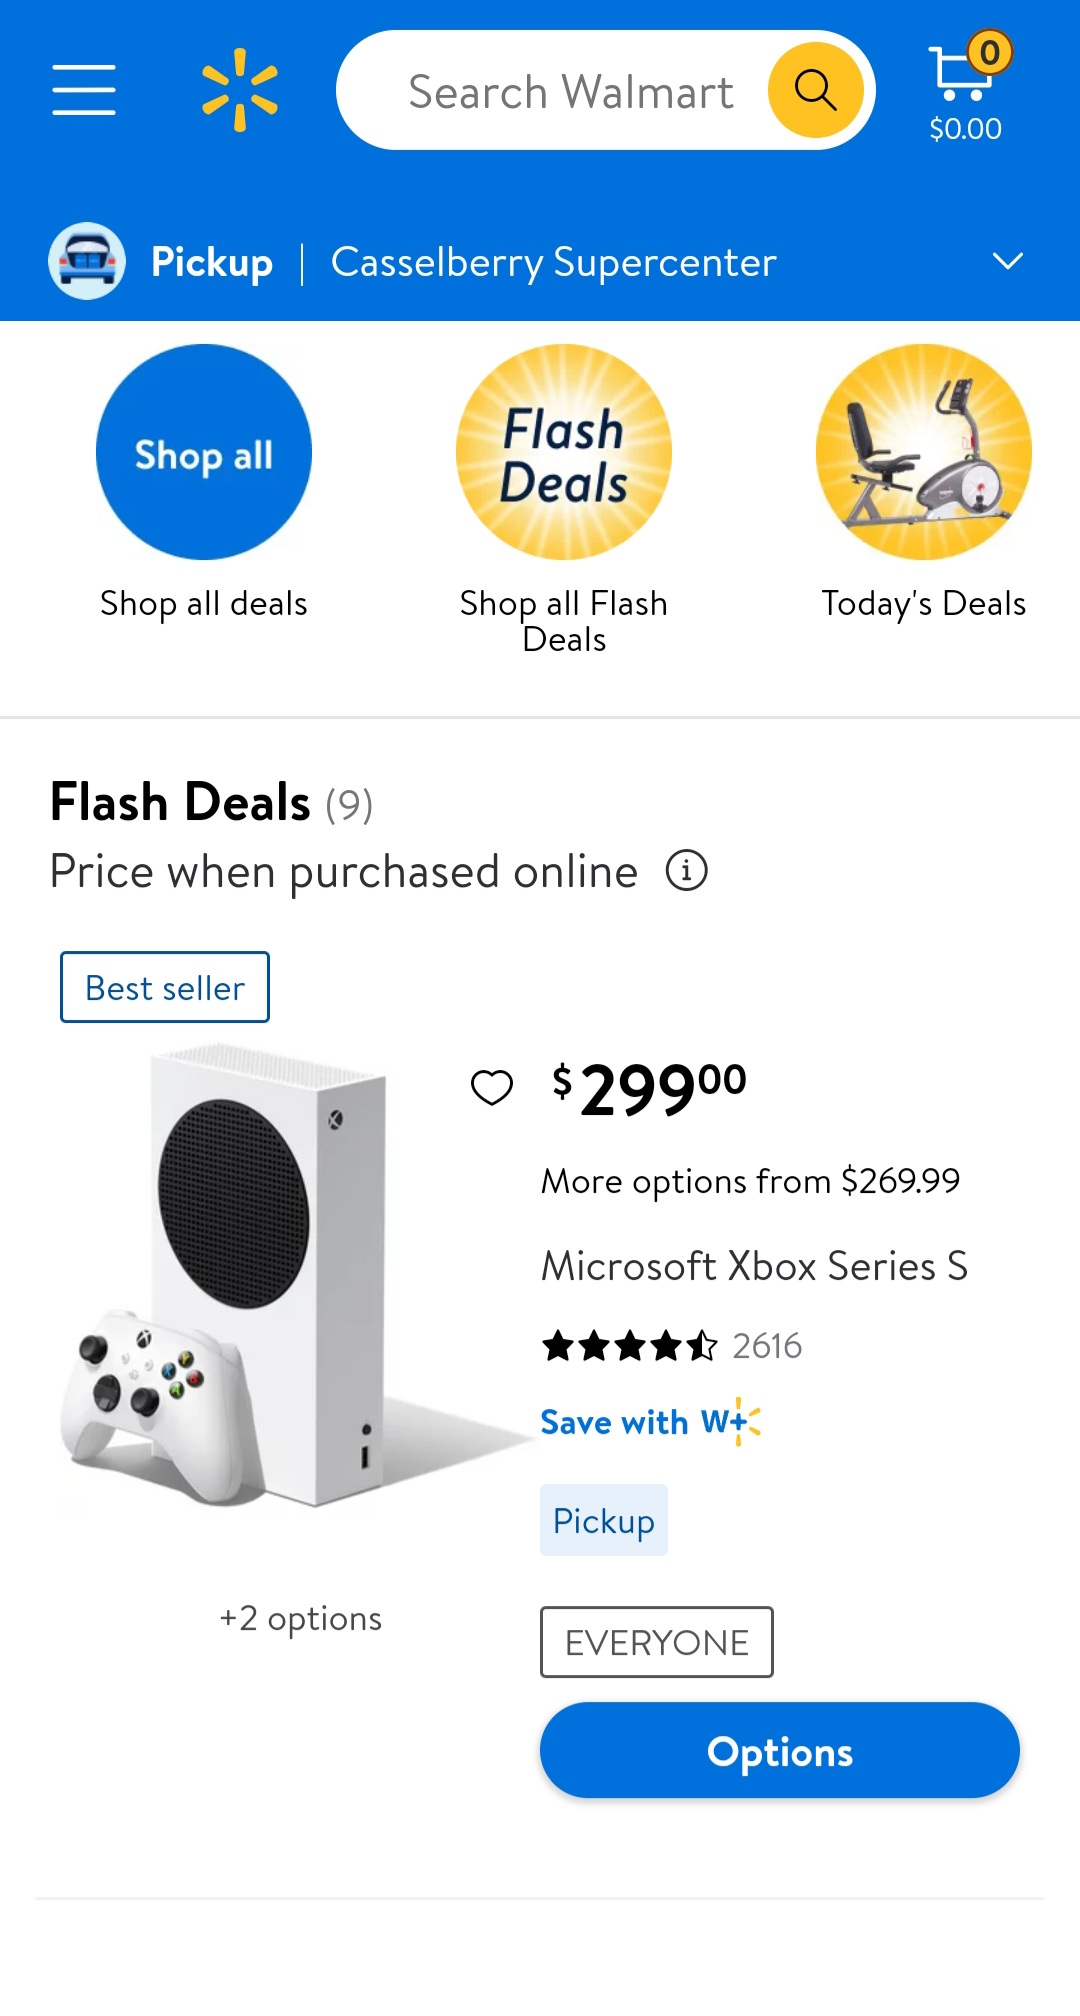 Search Walmart
0
$0.00
Pickup | Casselberry Supercenter
Shop all
Flash
Deals
Shop all deals
Shop all Flash
Deals
Today's Deals
Flash Deals (9)
Price when purchased online
Best seller
$29900
More options from $269.99
Microsoft Xbox Series S
2616
Save with W+
Pickup
+2 options
EVERYONE
Options